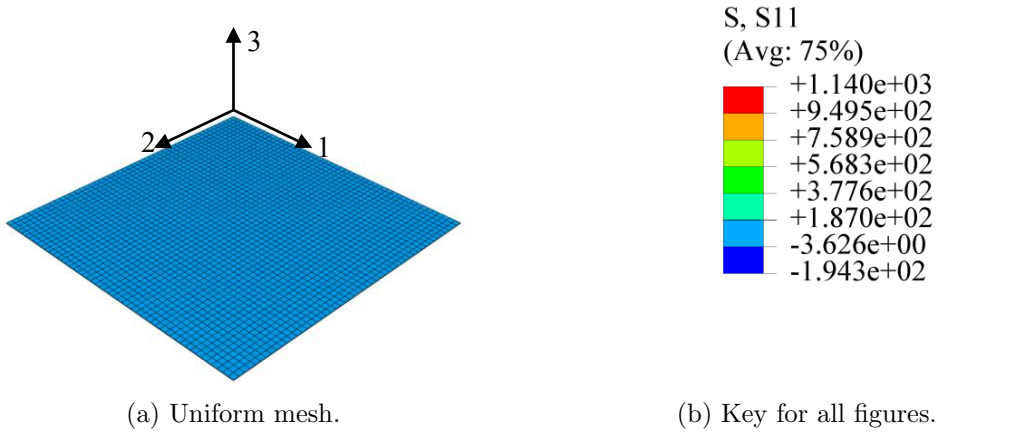 3
2
1
(a) Uniform mesh.
S, S11
(Avg: 75%)
+1.140e+03
+9.495e+02
+7.589e+02
+5.683e+02
+3.776e+02
+1.870e+02
-3.626e+00
-1.943e+02
(b) Key for all figures.